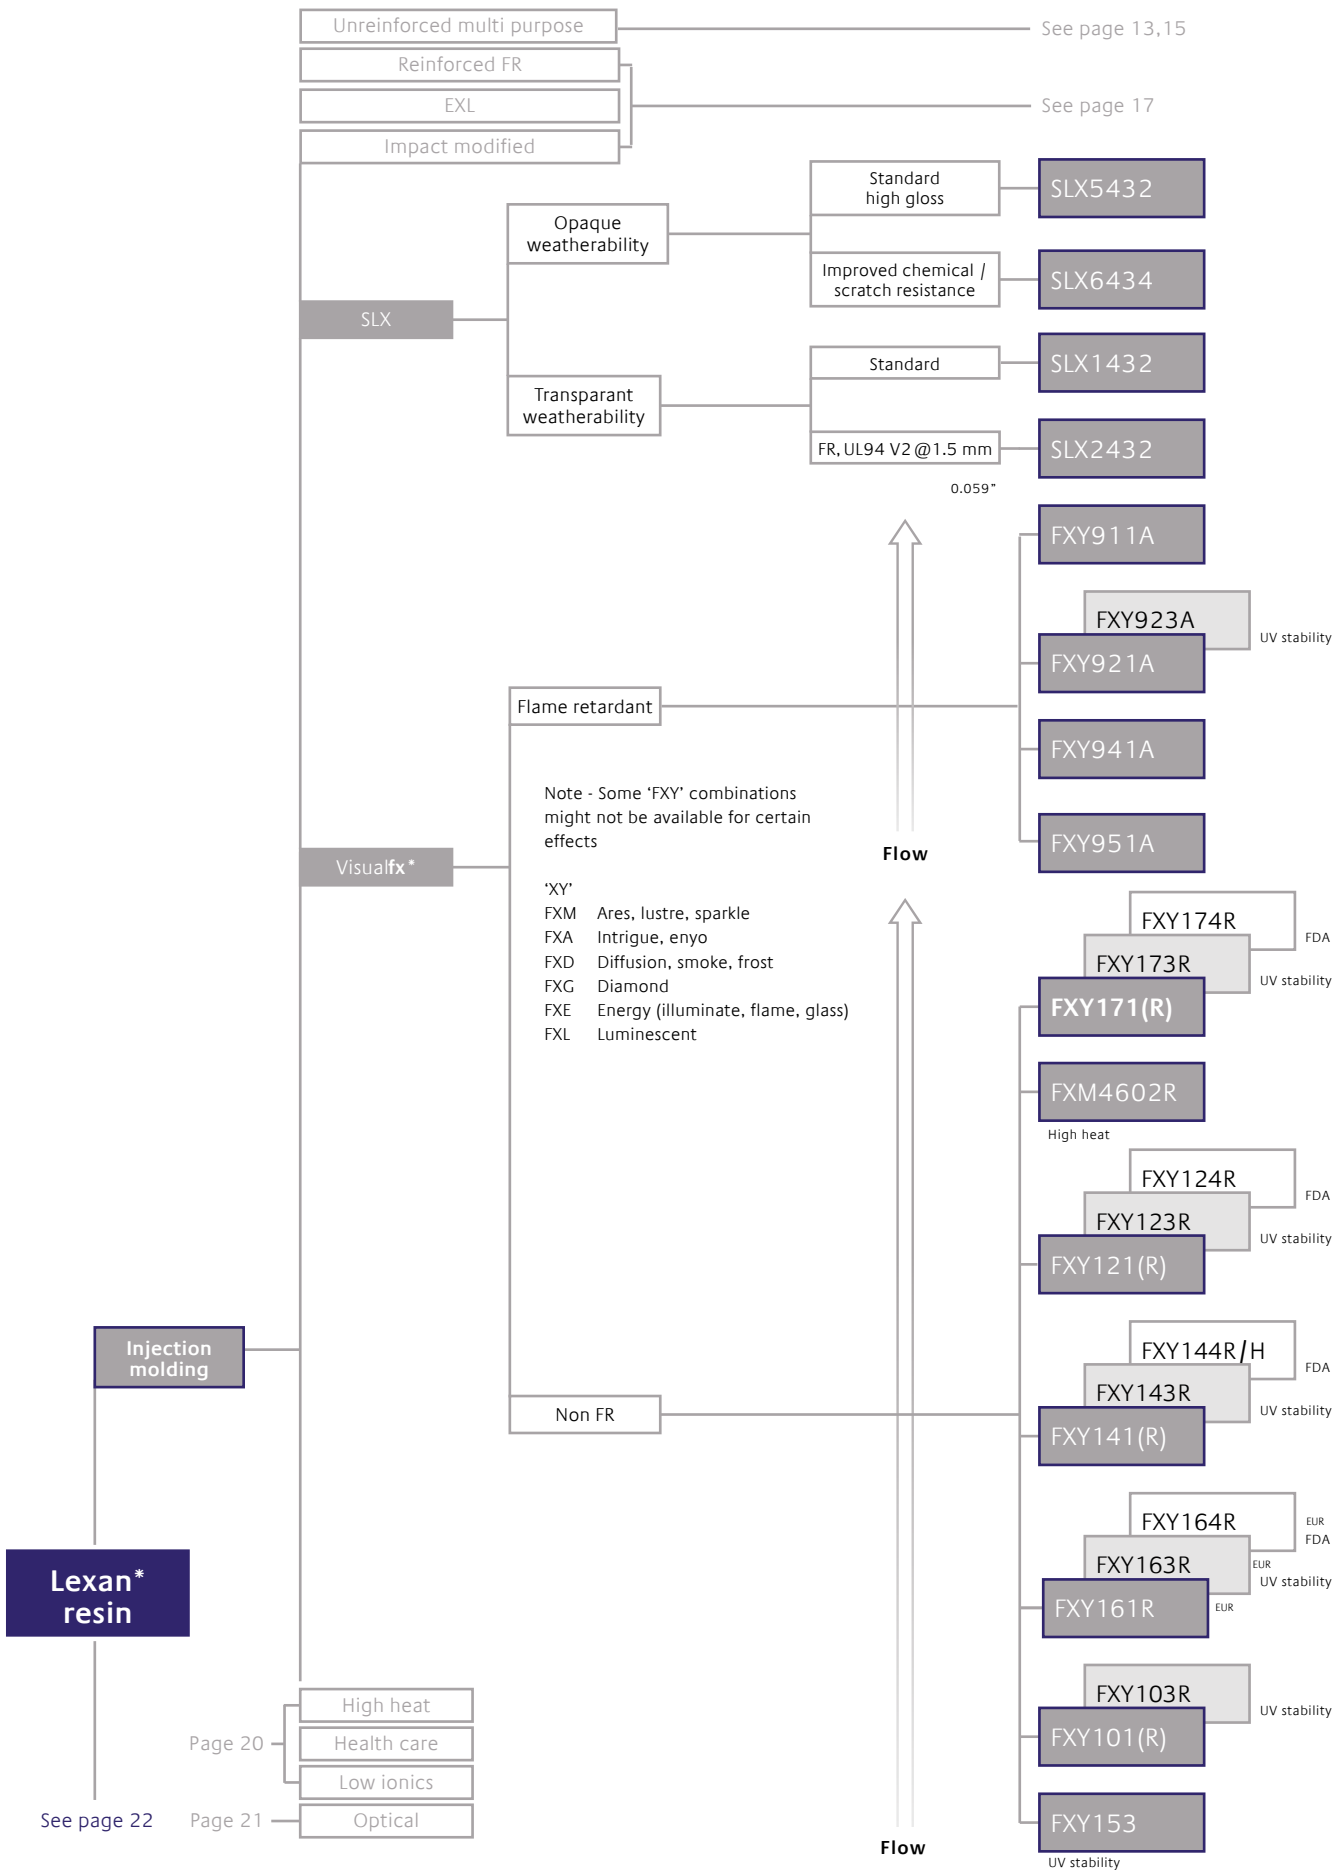 Unreinforced multi purpose
See page 13,15
Reinforced FR
EXL
See page 17
Impact modified
Standard
high gloss
SLX5432
Opaque
weatherability
Improved chemical /
scratch resistance
SLX6434
SLX
Standard
SLX1432
Transparant
weatherability
FR, UL94 V2 @1.5 mm
SLX2432
0.059”
FXY911A
FXY923A
UV stability
FXY921A
Flame retardant
FXY941A
Note - Some ‘FXY’ combinations
might not be available for certain
effects
FXY951A
Flow
Visualfx*
‘XY’
FXM Ares, lustre, sparkle
FXA Intrigue, enyo
FXD Diffusion, smoke, frost
FXG Diamond
FXE Energy (illuminate, flame, glass)
FXL Luminescent
FXY174R
FDA
FXY173R
UV stability
FXY171(R)
FXM4602R
High heat
FXY124R
FDA
FXY123R
UV stability
FXY121(R)
Injection
molding
FXY144R/H
FDA
FXY143R
UV stability
FXY141(R)
Non FR
FXY164R
EUR
FDA
FXY163R
EUR
UV stability
FXY161R
EUR
Lexan*
resin
FXY103R
UV stability
FXY101(R)
High heat
Page 20
Health care
Low ionics
See page 22
Page 21
Optical
FXY153
UV stability
Flow